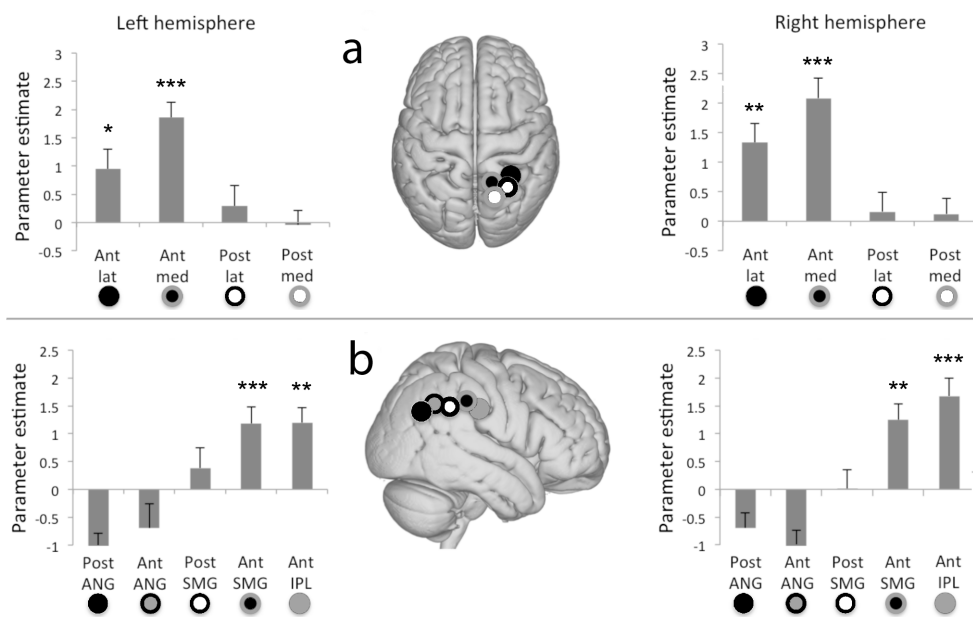 Left hemisphere
Right hemisphere
a
Parameter estimate
3
2.5
2
1.5
1
0.5
0
-0.5
*
***
Ant lat
Ant med
Post lat
Post med
Parameter estimate
3
2.5
2
1.5
1
0.5
0
-0.5
**
***
Ant lat
Ant med
Post lat
Post med
b
Parameter estimate
2.5
2
1.5
1
0.5
0
-0.5
-1
***
**
Post ANG
Ant ANG
Post SMG
Ant SMG
Ant IPL
Parameter estimate
2.5
2
1.5
1
0.5
0
-0.5
-1
**
***
Post ANG
Ant ANG
Post SMG
Ant SMG
Ant IPL